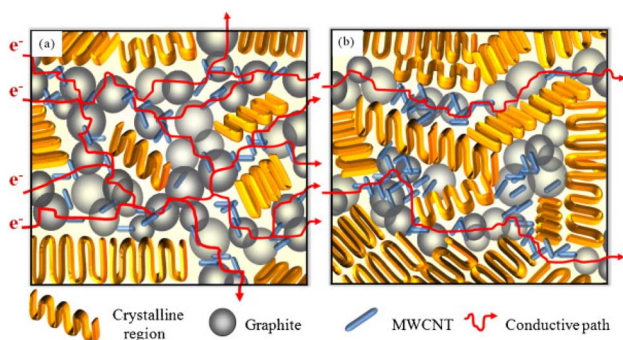 (a)
(b)
e-
e-
e-
e-
Crystalline
region
Graphite
MWCNT
Conductive path